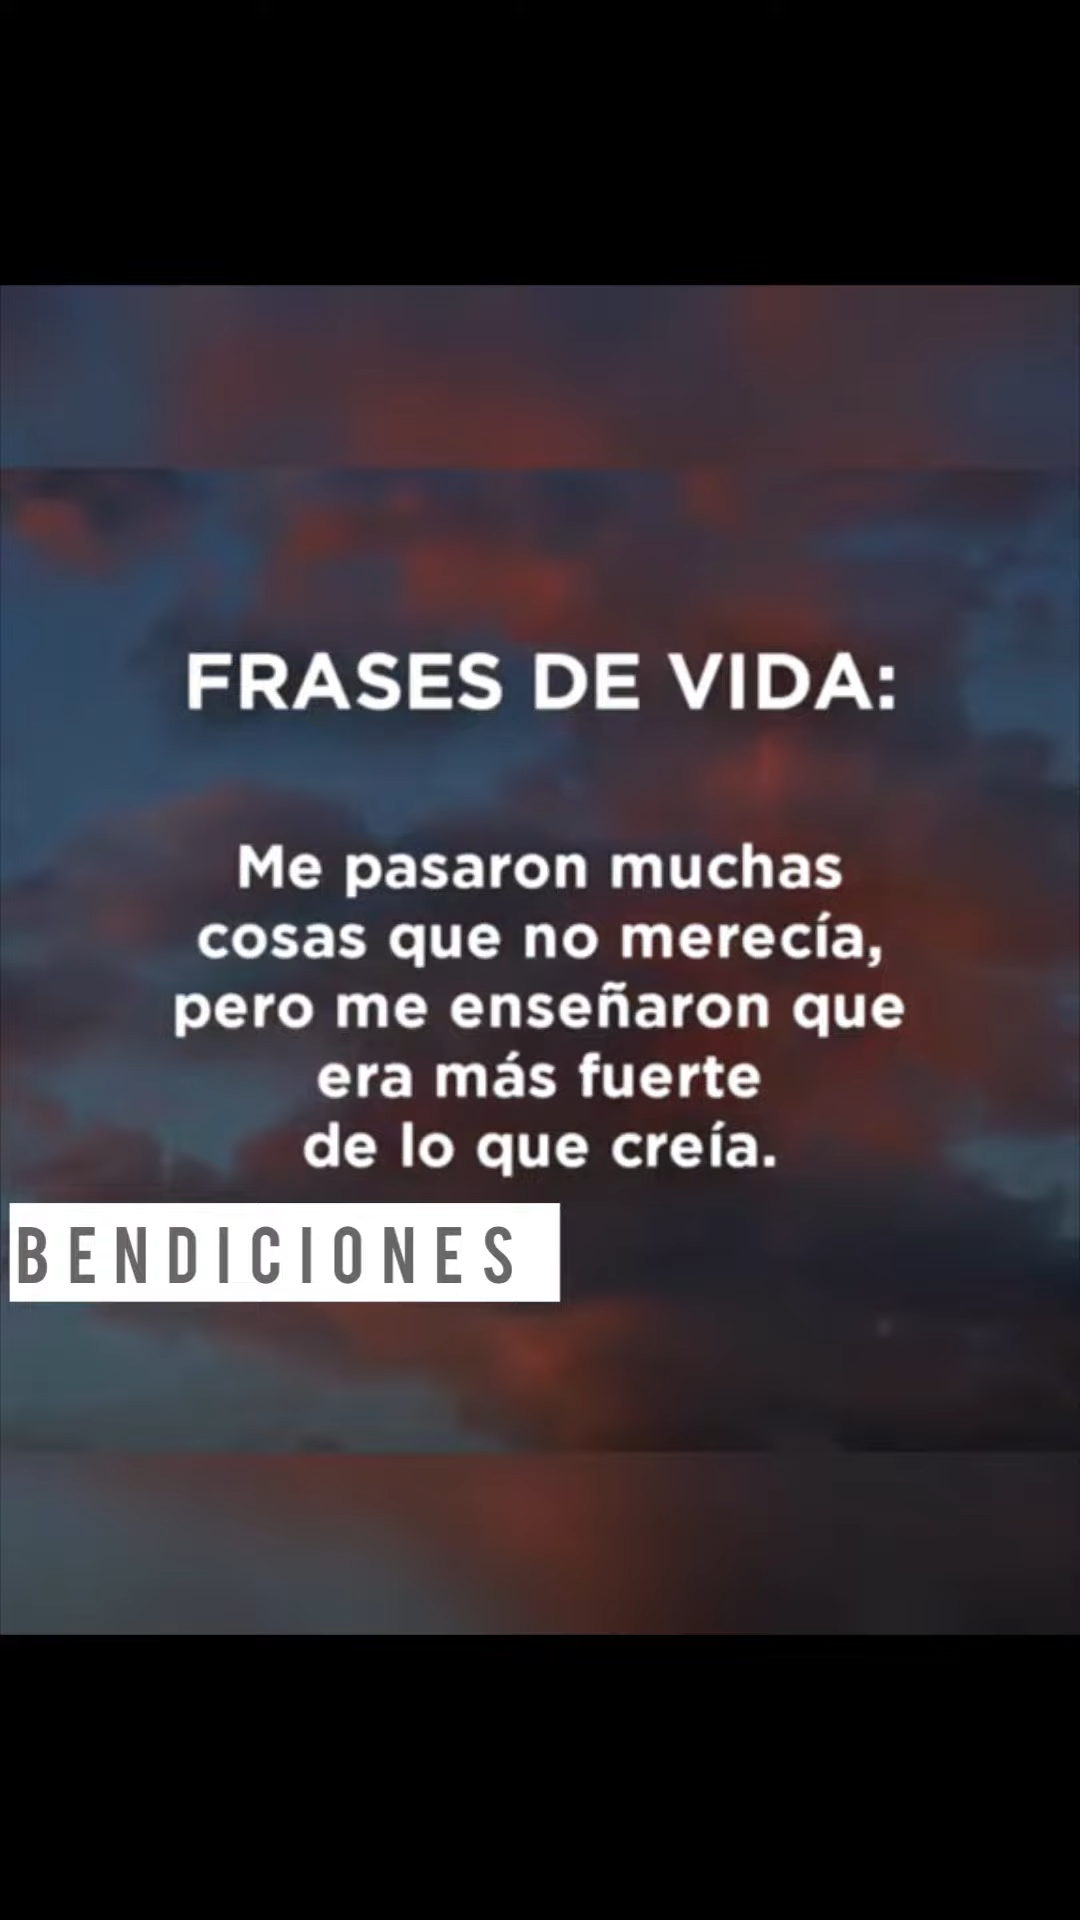 FRASES DE VIDA:
Me pasaron muchas
cosas que no merecía,
pero me enseñaron que
era más fuerte
de lo que creía.
BENDICIONES